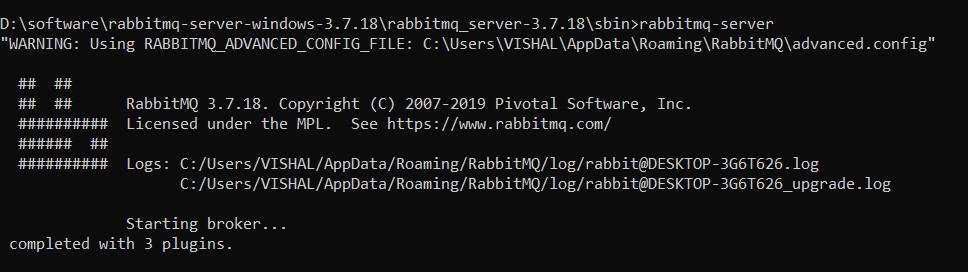 D:\software\rabbitmq-server-windows-3.7.18\rabbitmq_server-3.7.18\sbin>rabbitmq-server
"WARNING: Using RABBITMQ_ADVANCED_CONFIG_FILE: C:\Users\VISHAL\AppData\Roaming\RabbitMQ\advanced.config"
## ##
## ## RabbitMQ 3.7.18. Copyright (C) 2007-2019 Pivotal Software, Inc.
########## Licensed under the MPL. See https://www.rabbitmq.com/
###### ##
########## Logs: C:/Users/VISHAL/AppData/Roaming/RabbitMQ/log/rabbit@DESKTOP-3G6T626.log
C:/Users/VISHAL/AppData/Roaming/RabbitMQ/log/rabbit@DESKTOP-3G6T626_upgrade.log
Starting broker...
completed with 3 plugins.